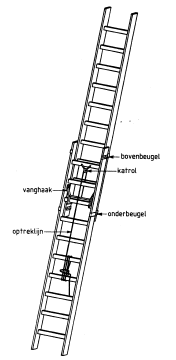 bovenbeugel
katrol
vanghaak
onderbeugel
optreklijn